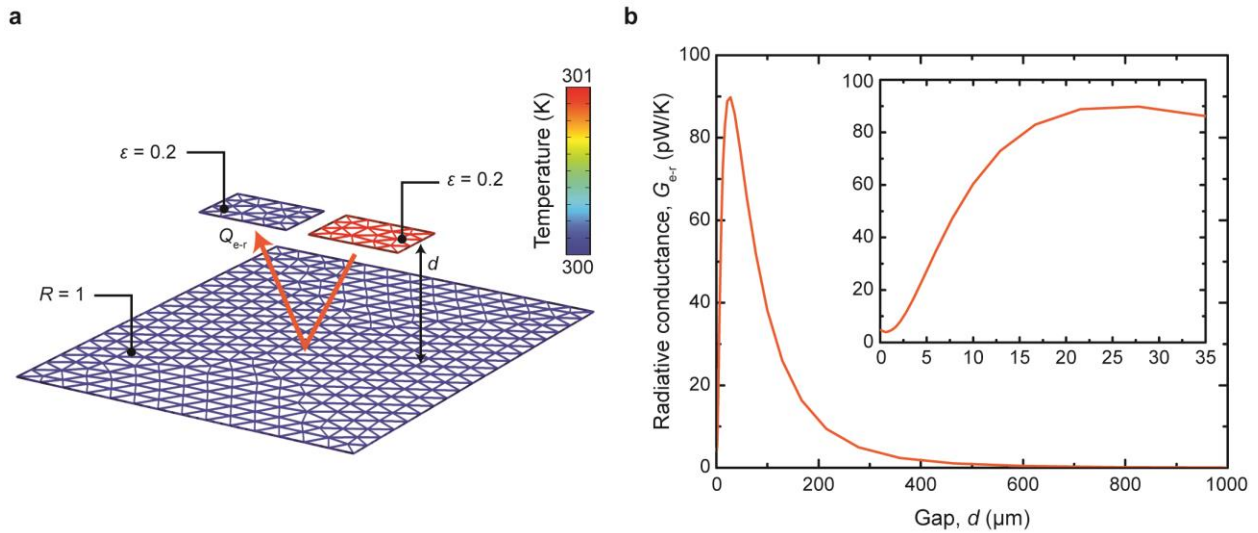 a
301
Temperature (K)
300
ε = 0.2
ε = 0.2
Qe-r
d
R = 1
b
Radiative conductance, Ge-r (pW/K)
100
80
60
40
20
0
0
200
400
600
800
1000
Gap, d (μm)
100
80
60
40
20
0
0
5
10
15
20
25
30
35